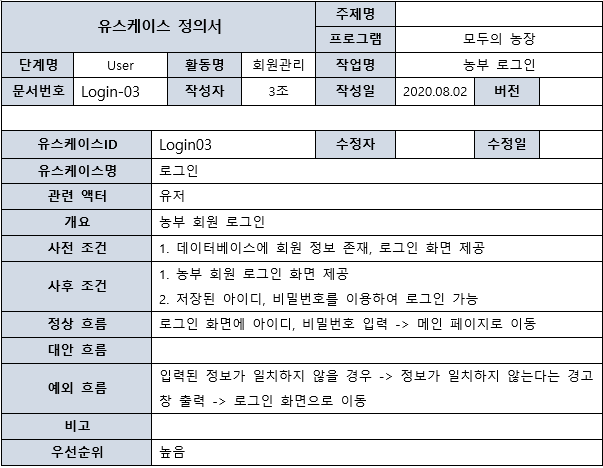 유스케이스 정의서
주제명
프로그램 모두의 농장
단계명 User 활동명 회원관리 작업명 농부 로그인
문서번호 Login-03 작성자 3조 작성일 2020.08.02 버전
유스케이스ID Login03 수정자 수정일
유스케이스명 로그인
관련 액터 유저
개요 농부 회원 로그인
사전 조건 1. 데이터베이스에 회원 정보 존재, 로그인 화면 제공
사후 조건 1. 농부 회원 로그인 화면 제공
2. 저장된 아이디, 비밀번호를 이용하여 로그인 가능
정상 흐름 로그인 화면에 아이디, 비밀번호 입력 -> 메인 페이지로 이동
대안 흐름
예외 흐름 입력된 정보가 일치하지 않을 경우 -> 정보가 일치하지 않는다는 경고
창 출력 -> 로그인 화면으로 이동
비고
우선순위 높음